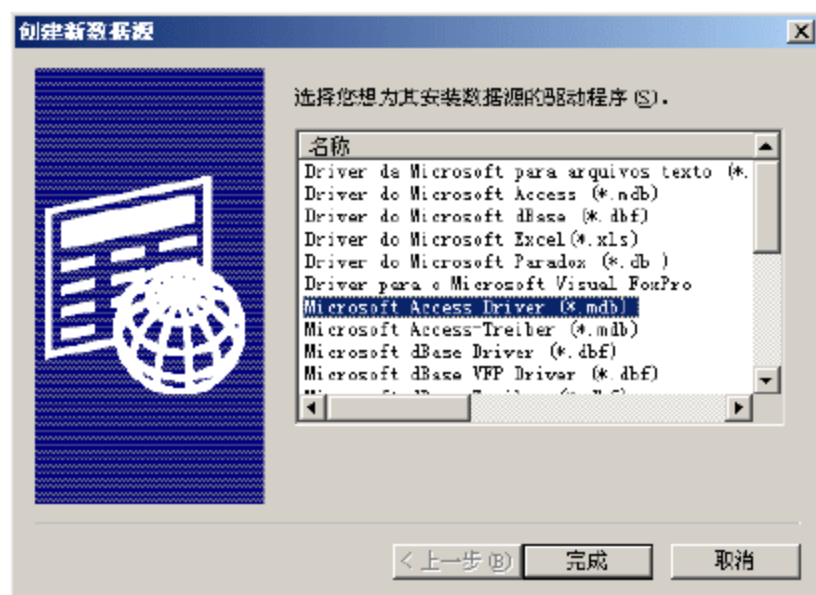 创建新数据源
选择您想为其安装数据源的驱动程序(S).
名称
Driver da Microsoft para arquivos texto (*.
Driver do Microsoft Access (*.mdb)
Driver do Microsoft dBase (*.dbf)
Driver do Microsoft Excel(*.xls)
Driver do Microsoft Paradox (*.db )
Driver para o Microsoft Visual FoxPro
Microsoft Access Driver (*.mdb)
Microsoft Access-Treiber (*.mdb)
Microsoft dBase Driver (*.dbf)
Microsoft dBase VFP Driver (*.dbf)
< 上一步(B)
完成
取消